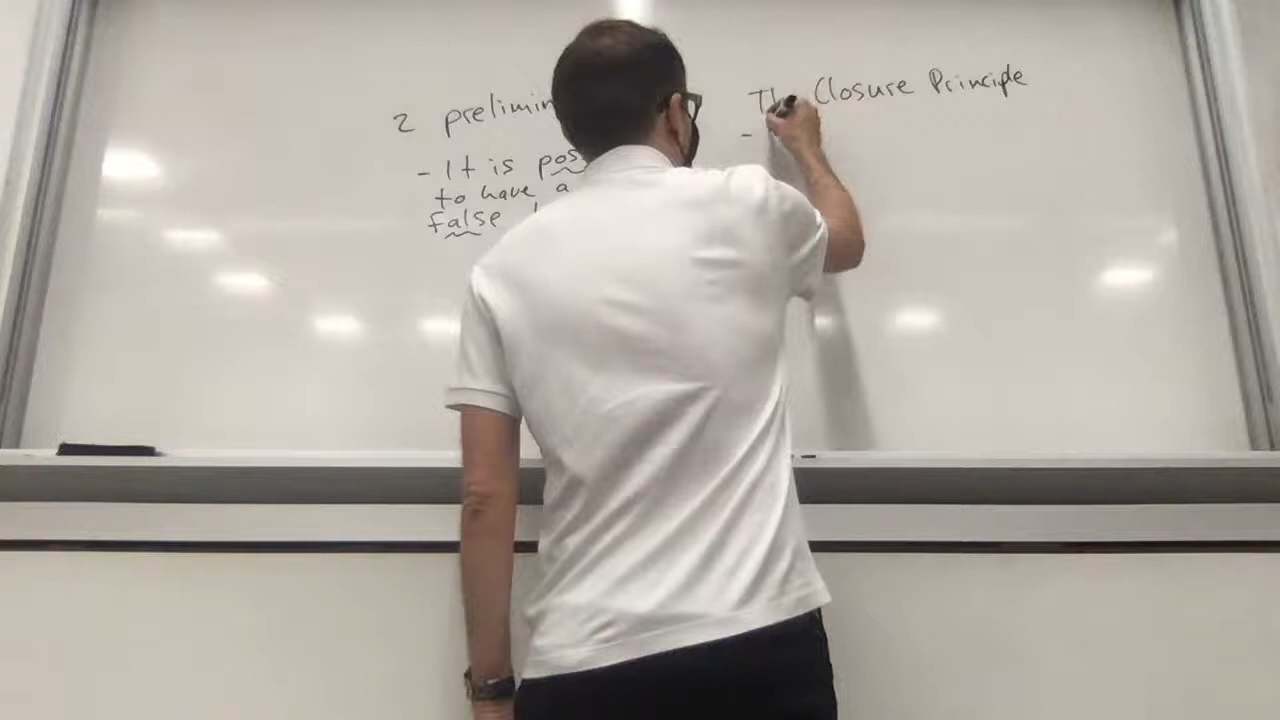 2 prelimin
- It is pos
to have a
false
The Closure Principle
-